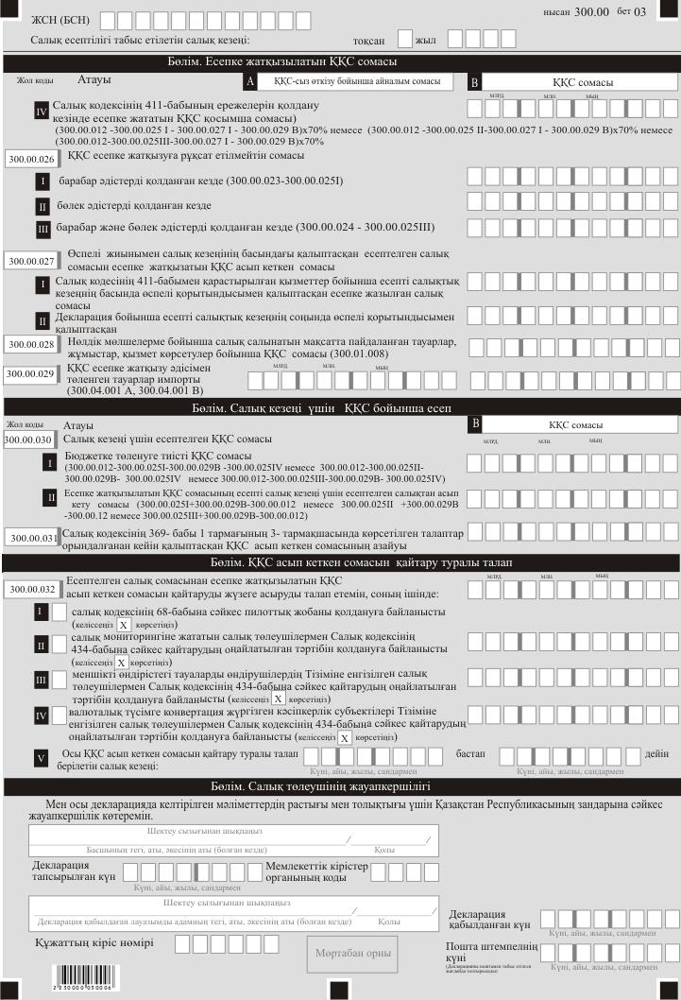 нысан 300.00 бет 03
ЖСН (БСН)
Салық есептілігі табыс етілетін салық кезеңі: тоқсан жыл
Бөлім. Есепке жатқызылатын ҚҚС сомасы
Жол коды Атауы A ҚҚС-сыз өткізу бойынша айналым сомасы B ҚҚС сомасы
МЛРД. МЛН. МЫҢ
IV Салық кодексінің 411-бабының ережелерін қолдану
кезінде есепке жататын ҚҚС қосымша сомасы)
(300.00.012 -300.00.025 I - 300.00.027 I - 300.00.029 B)x70% немесе (300.00.012 -300.00.025 II-300.00.027 I - 300.00.029 B)x70% немесе
(300.00.012-300.00.025III-300.00.027 I - 300.00.029 B)x70%
300.00.026 ҚҚС есепке жатқызуға рұқсат етілмейтін сомасы
I барабар әдістерді қолданған кезде (300.00.023-300.00.025I)
II бөлек әдістерді қолданған кезде
III барабар және бөлек әдістерді қолданған кезде (300.00.024 - 300.00.025III)
300.00.027 Өспелі жиынымен салық кезеңінің басындағы қалыптасқан есептелген салық
сомасын есепке жатқызатын ҚҚС асып кеткен сомасы
I Салық кодесінің 411-бабымен қарастырылған қызметтер бойынша есепті салықтық
кезеңнің басында өспелі қорытындысымен қалыптасқан есепке жазылған салық
сомасы
II Декларация бойынша есепті салықтық кезеңнің соңында өспелі қорытындысымен
қалыптасқан
300.00.028 Нөлдік мөлшелерме бойынша салық салынатын мақсатта пайдаланған тауарлар,
жұмыстар, қызмет көрсетулер бойынша ҚҚС сомасы (300.01.008)
300.00.029 ҚҚС есепке жатқызу әдісімен
төленген тауарлар импорты
(300.04.001 A, 300.04.001 B)
МЛРД. МЛН. МЫҢ
Бөлім. Салық кезеңі үшін ҚҚС бойынша есеп
Жол коды Атауы B ҚҚС сомасы
300.00.030 Салық кезеңі үшін есептелген ҚҚС сомасы МЛРД. МЛН. МЫҢ
I Бюджетке төленуге тиісті ҚҚС сомасы
(300.00.012-300.00.025I-300.00.029B -300.00.025IV немесе 300.00.012-300.00.025II-
300.00.029B- 300.00.025IV немесе 300.00.012-300.00.025III-300.00.029B- 300.00.025IV)
II Есепке жатқызылатын ҚҚС сомасының есепті салық кезеңі үшін есептелген салықтан асып
кету сомасы (300.00.025I+300.00.029B-300.00.012 немесе 300.00.025II +300.00.029B
-300.00.12 немесе 300.00.025III+300.00.029B-300.00.012)
300.00.031 Салық кодексінің 369- бабы 1 тармағының 3- тармақшасында көрсетілген талаптар
орындалғанан кейін қалыптасқан ҚҚС асып кеткен сомасының азайуы
Бөлім. ҚҚС асып кеткен сомасын қайтару туралы талап
300.00.032 Есептелген салық сомасынан есепке жатқызылатын ҚҚС
асып кеткен сомасын қайтаруды жүзеге асыруды талап етемін, соның ішінде:
МЛРД. МЛН. МЫҢ
I салық кодексінің 68-бабына сәйкес пилоттық жобаны қолдануға байланысты
(келіссеңіз X көрсетіңіз)
II салық мониторингіне жататын салық төлеушілермен Салық кодексінің
434-бабына сәйкес қайтарудың оңайлатылған тәртібін қолдануға байланысты
(келіссеңіз X көрсетіңіз)
III меншікті өндірістегі тауаларды өндірушілердің Тізіміне енгізілген салық
төлеушілермен Салық кодексінің 434-бабына сәйкес қайтарудың оңайлатылған
тәртібін қолдануға байланысты (келіссеңіз X көрсетіңіз)
IV валюталық түсімге конвертация жүргізген кәсіпкерлік субъектілері Тізіміне
енгізілген салық төлеушілермен Салық кодексінің 434-бабына сәйкес қайтарудың
оңайлатылған тәртібін қолдануға байланысты (келіссеңіз X көрсетіңіз)
V Осы ҚҚС асып кеткен сомасын қайтару туралы талап бастап дейін
берілетін салық кезеңі: Күні, айы, жылы, сандармен Күні, айы, жылы, сандармен
Бөлім. Салық төлеушінің жауапкершілігі
Мен осы декларацияда келтірілген мәліметтердің растығы мен толықтығы үшін Қазақстан Республикасының зандарына сәйкес
жауапкершілік көтеремін.
Шектеу сызығынан шықпаңыз
/ /
Басшының тегі, аты, әкесінің аты (болған кезде) Қолы
Декларация
тапсырылған күн
Күні, айы, жылы, сандармен
Мемлекеттік кірістер
органының коды
Шектеу сызығынан шықпаңыз
/ /
Декларация қабылдаған лауазымды адамның тегі, аты, әкесінің аты (болған кезде) Қолы
Декларация
қабылданған күн
Күні, айы, жылы, сандармен
Құжаттың кіріс нөмірі
Мөртабан орны
Пошта штемпелнің
күні
(Декларацияны поштамен табыс етілген
жағдайда толтырылады)
Күні, айы, жылы, сандармен
2 230000 030006